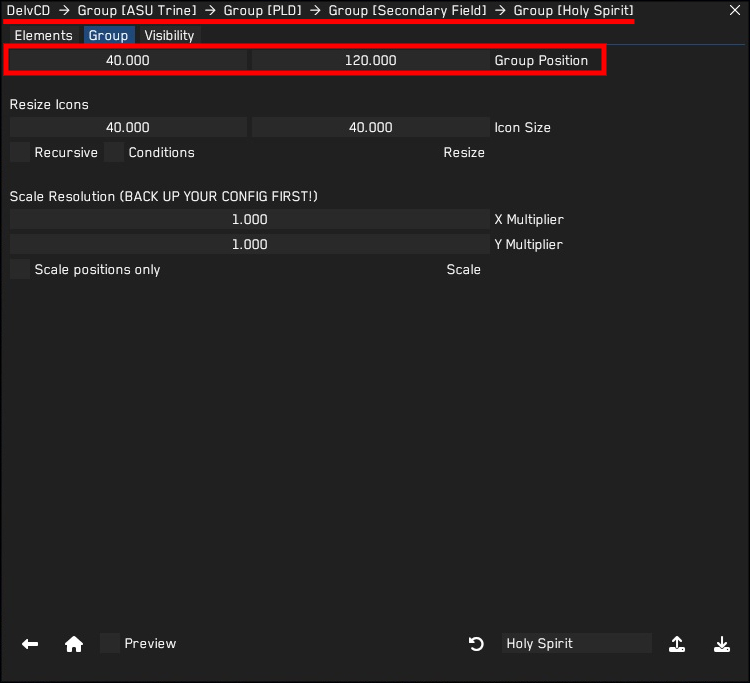 DelvCD → Group [ASU Trine] → Group [PLD] → Group [Secondary Field] → Group [Holy Spirit]
Elements Group Visibility
40.000 120.000 Group Position
Resize Icons
40.000 40.000 Icon Size
Recursive Conditions Resize
Scale Resolution (BACK UP YOUR CONFIG FIRST!)
1.000 X Multiplier
1.000 Y Multiplier
Scale positions only Scale
Preview Holy Spirit